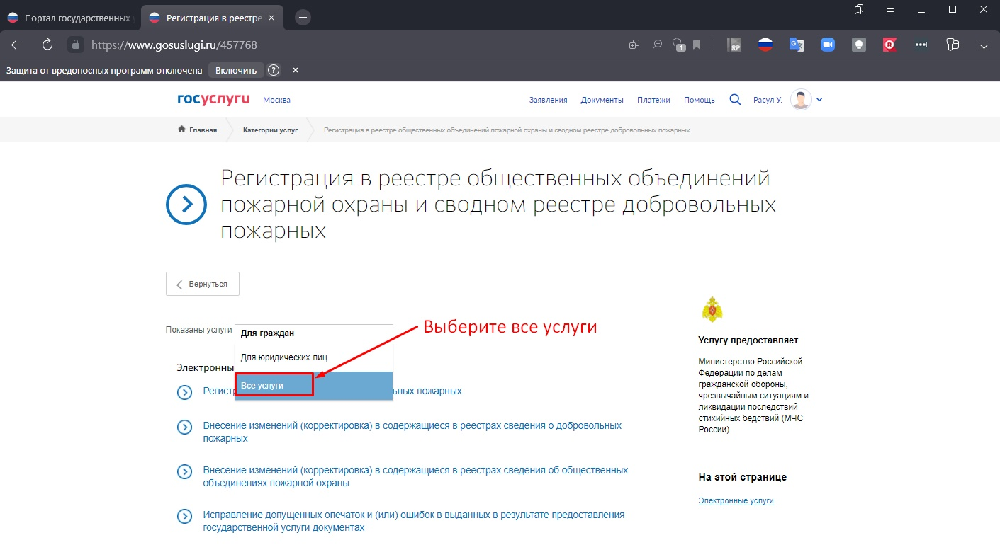 Портал государственных
Регистрация в реестре
https://www.gosuslugi.ru/457768
1
RP
G
R
Защита от вредоносных программ отключена
Включить
?
госуслуги
Москва
Заявления
Документы
Платежи
Помощь
Расул У.
Главная
Категории услуг
Регистрация в реестре общественных объединений пожарной охраны и сводном реестре добровольных пожарных
Регистрация в реестре общественных объединений
пожарной охраны и сводном реестре добровольных
пожарных
Вернуться
Показаны услуги
Для граждан
Для юридических лиц
Все услуги
Выберите все услуги
Электронны
Регистр
ьных пожарных
Внесение изменений (корректировка) в содержащиеся в реестрах сведения о добровольных
пожарных
Внесение изменений (корректировка) в содержащиеся в реестрах сведения об общественных
объединениях пожарной охраны
Исправление допущенных опечаток и (или) ошибок в выданных в результате предоставления
государственной услуги документах
Услугу предоставляет
Министерство Российской
Федерации по делам
гражданской обороны,
чрезвычайным ситуациям и
ликвидации последствий
стихийных бедствий (МЧС
России)
На этой странице
Электронные услуги